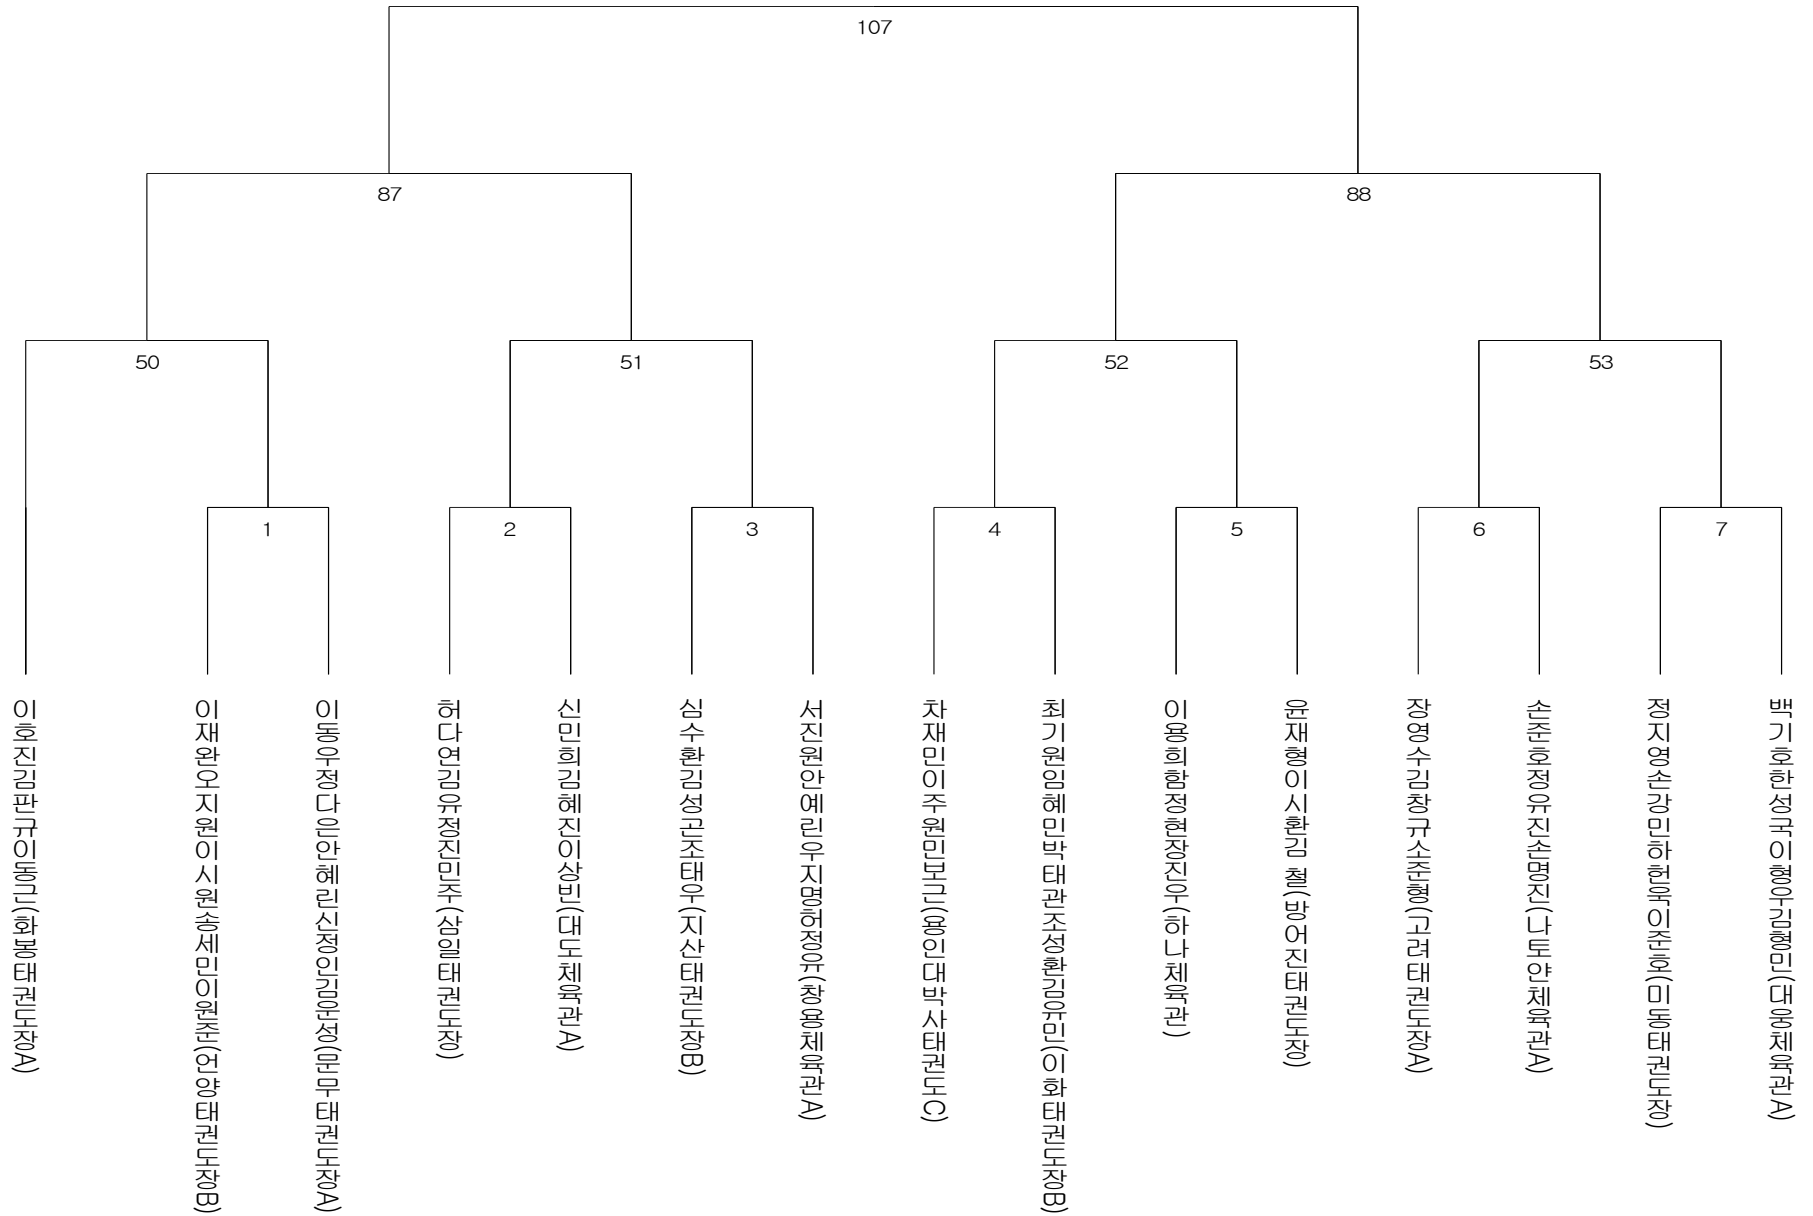 107
87
88
50
51
52
53
1
2
3
4
5
6
7
이호진김판규이동근(화봉태권도장A)
이재완오지원이시원송세민이원준(언양태권도장B)
이동우정다은안혜린신정인김운성(문무태권도장A)
허다연김유정진민주(삼일태권도장)
신민희김혜진이상빈(대도체육관A)
심수환김성곤조태우(지산태권도장B)
서진원안예린우지명허정유(창용체육관A)
차재민이주원민보근(용인대박사태권도C)
최기원임혜민박태관조성환김유민(이화태권도장B)
이용희함정현장진우(하나체육관)
윤재형이시환김 철(방어진태권도장)
장영수김창규소준형(고려태권도장A)
손준호정유진손명진(나토얀체육관A)
정지영손강민하헌욱이준호(미동태권도장)
백기호한성국이형우김형민(대웅체육관A)